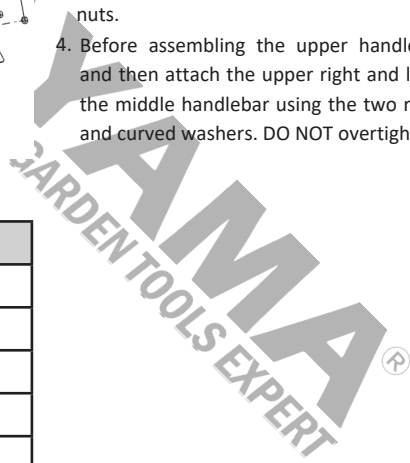 nuts.
4. Before assembling the upper handle
and then attach the upper right and l
the middle handlebar using the two r
and curved washers. DO NOT overtigh
YAMA
GARDEN TOOLS EXPERT
®